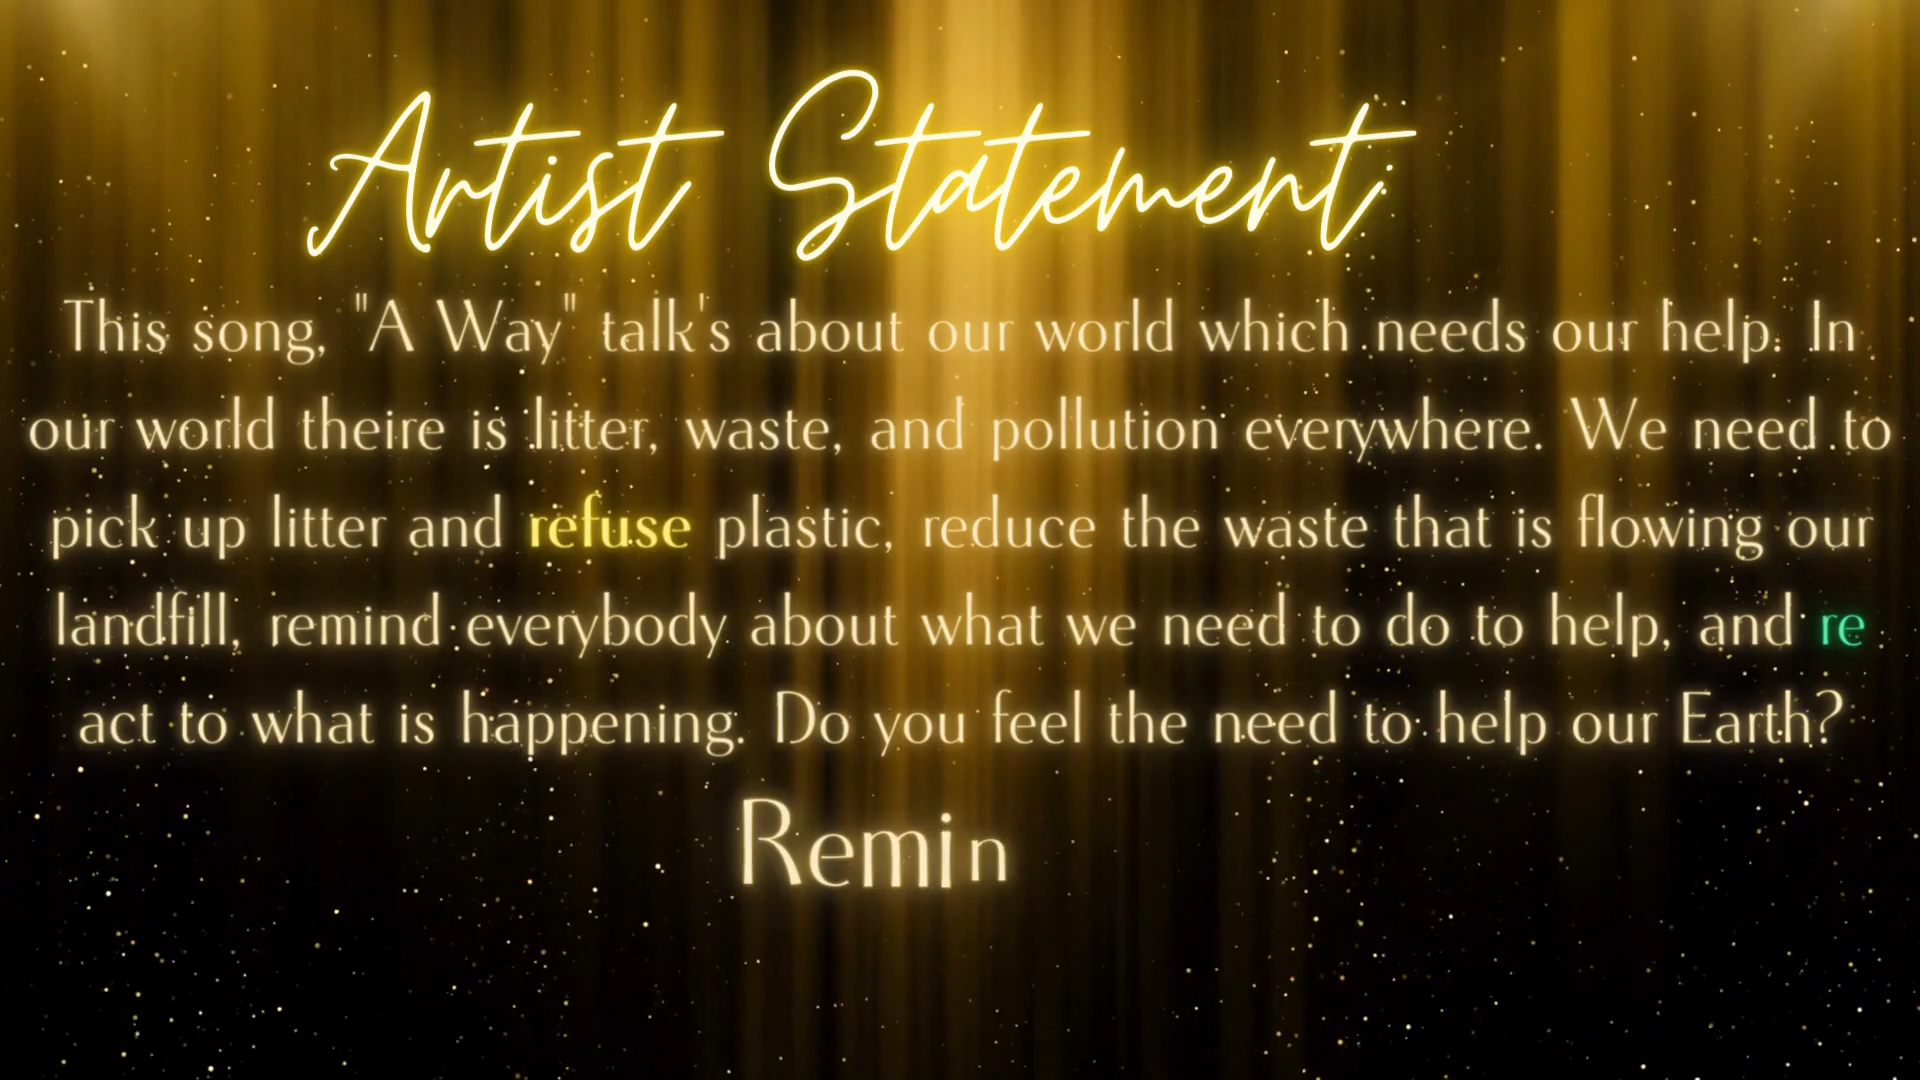 Artist Statement
This song, "A Way" talk's about our world which needs our help. In
our world theire is litter, waste, and pollution everywhere. We need to
pick up litter and refuse plastic, reduce the waste that is flowing our
landfill, remind everybody about what we need to do to help, and re
act to what is happening. Do you feel the need to help our Earth?
Remin